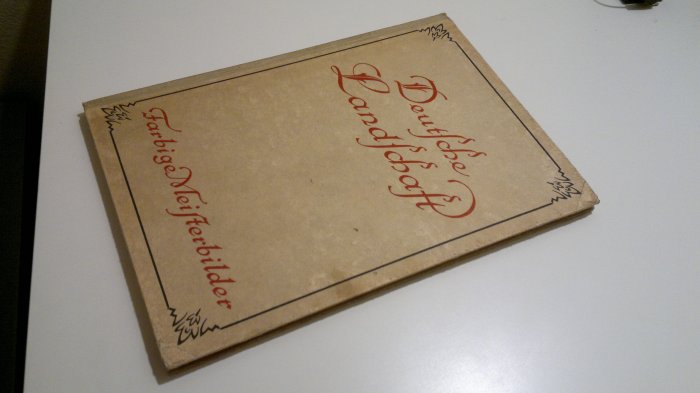 Deutſche
Landſchaft
Farbige Meiſterbilder